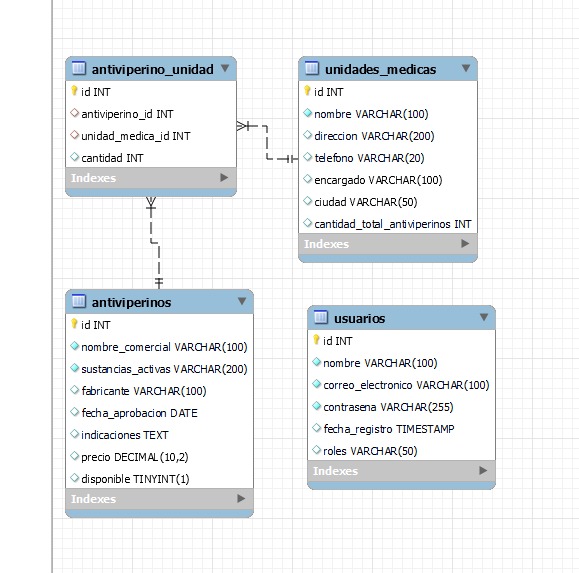 antiviperino_unidad
id INT
antiviperino_id INT
unidad_medica_id INT
cantidad INT
Indexes
unidades_medicas
id INT
nombre VARCHAR(100)
direccion VARCHAR(200)
telefono VARCHAR(20)
encargado VARCHAR(100)
ciudad VARCHAR(50)
cantidad_total_antiviperinos INT
Indexes
antiviperinos
id INT
nombre_comercial VARCHAR(100)
sustancias_activas VARCHAR(200)
fabricante VARCHAR(100)
fecha_aprobacion DATE
indicaciones TEXT
precio DECIMAL(10,2)
disponible TINYINT(1)
Indexes
usuarios
id INT
nombre VARCHAR(100)
correo_electronico VARCHAR(100)
contrasena VARCHAR(255)
fecha_registro TIMESTAMP
roles VARCHAR(50)
Indexes